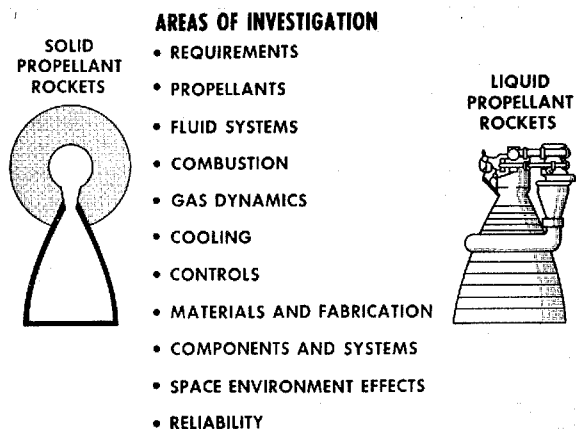 AREAS OF INVESTIGATION
SOLID
PROPELLANT
ROCKETS
• REQUIREMENTS
• PROPELLANTS
• FLUID SYSTEMS
• COMBUSTION
• GAS DYNAMICS
• COOLING
• CONTROLS
• MATERIALS AND FABRICATION
• COMPONENTS AND SYSTEMS
• SPACE ENVIRONMENT EFFECTS
• RELIABILITY
LIQUID
PROPELLANT
ROCKETS